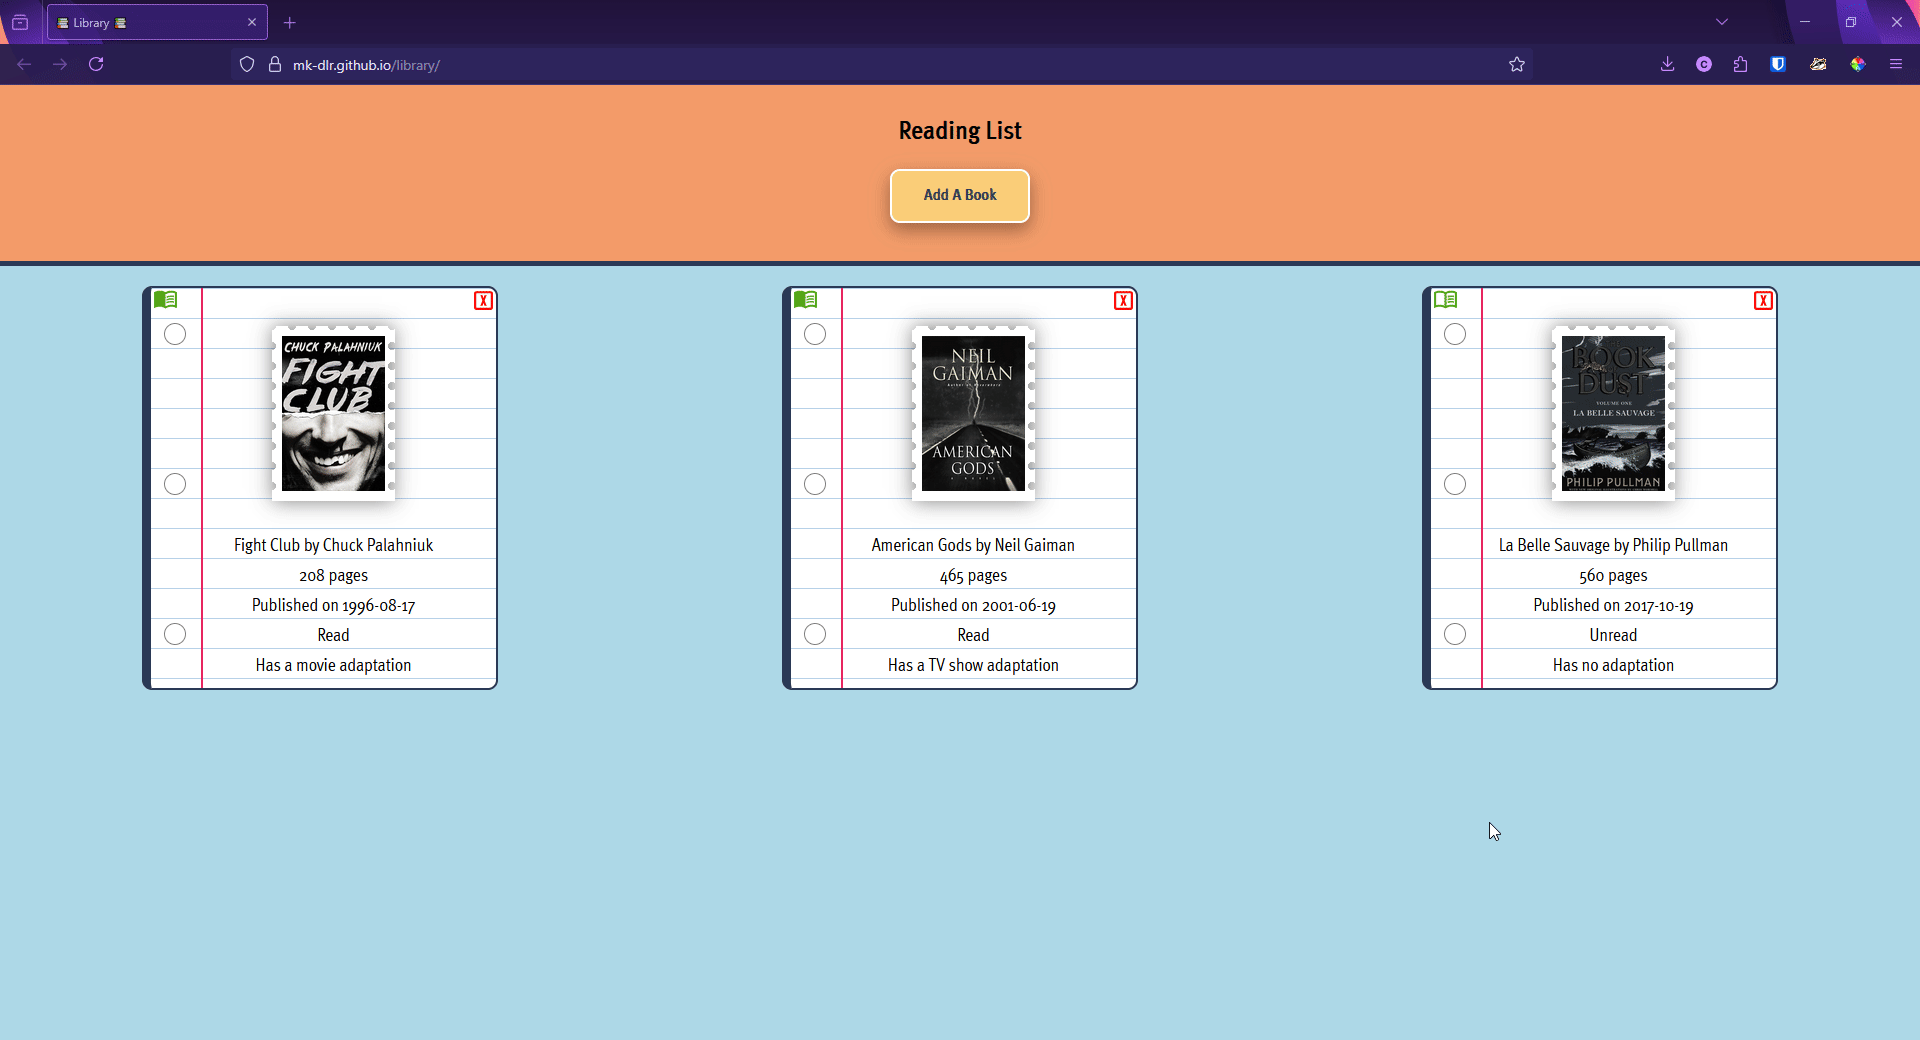 Library
mk-dlr.github.io/library/
Reading List
Add A Book
X
CHUCK PALAHNIUK
FIGHT
CLUB
Fight Club by Chuck Palahniuk
208 pages
Published on 1996-08-17
Read
Has a movie adaptation
X
NEIL
GAIMAN
AMERICAN
GODS
A NOVEL
American Gods by Neil Gaiman
465 pages
Published on 2001-06-19
Read
Has a TV show adaptation
X
BOOK
DUST
VOLUME ONE
LA BELLE SAUVAGE
PHILIP PULLMAN
La Belle Sauvage by Philip Pullman
560 pages
Published on 2017-10-19
Unread
Has no adaptation